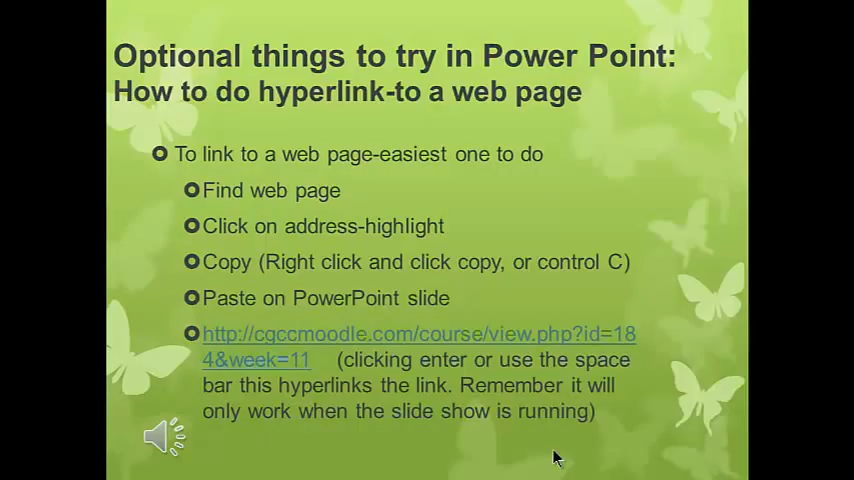 Optional things to try in Power Point:
How to do hyperlink-to a web page
To link to a web page-easiest one to do
Find web page
Click on address-highlight
Copy (Right click and click copy, or control C)
Paste on PowerPoint slide
http://cgccmoodle.com/course/view.php?id=18
4&week=11 (clicking enter or use the space
bar this hyperlinks the link. Remember it will
only work when the slide show is running)